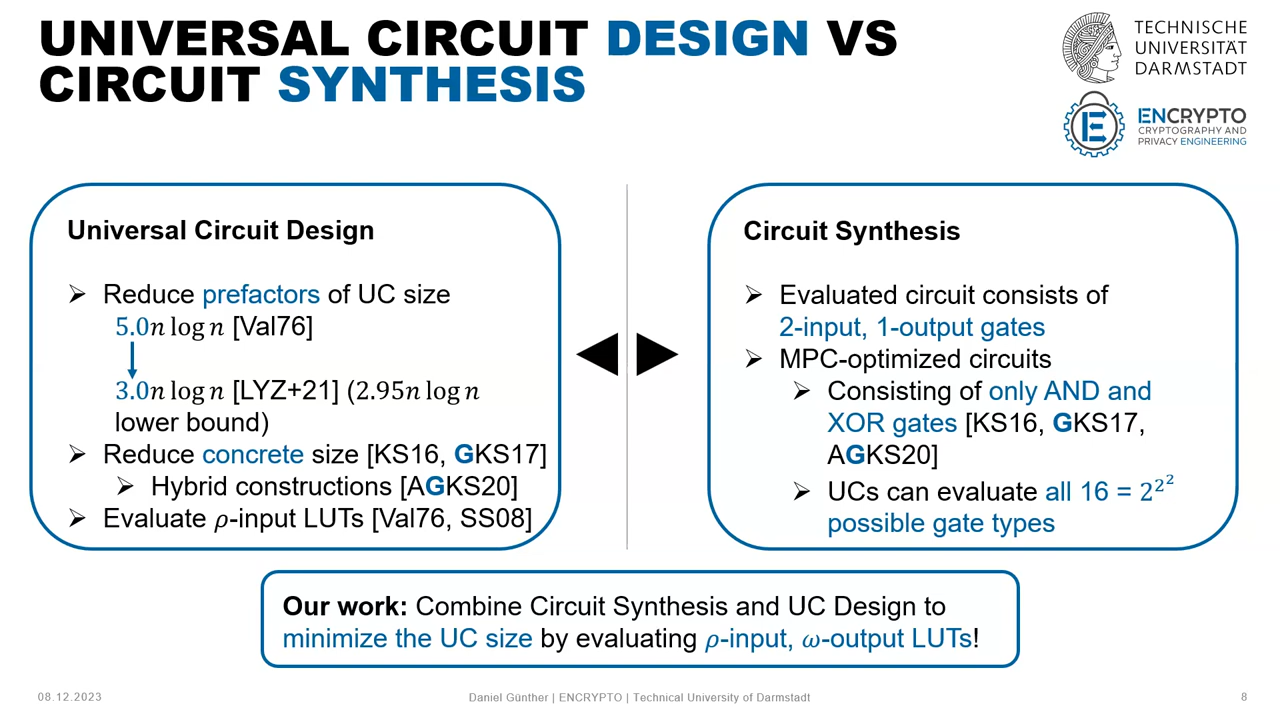 UNIVERSAL CIRCUIT DESIGN VS
CIRCUIT SYNTHESIS
TECHNISCHE
UNIVERSITÄT
DARMSTADT
ENCRYPTO
CRYPTOGRAPHY AND
PRIVACY ENGINEERING
Universal Circuit Design
➢ Reduce prefactors of UC size
5.0n log n [Val76]
3.0n log n [LYZ+21] (2.95n log n
lower bound)
➢ Reduce concrete size [KS16, GKS17]
➢ Hybrid constructions [AGKS20]
➢ Evaluate ρ-input LUTs [Val76, SS08]
Circuit Synthesis
➢ Evaluated circuit consists of
2-input, 1-output gates
➢ MPC-optimized circuits
➢ Consisting of only AND and
XOR gates [KS16, GKS17,
AGKS20]
➢ UCs can evaluate all 16 = 2^{2^2}
possible gate types
Our work: Combine Circuit Synthesis and UC Design to
minimize the UC size by evaluating ρ-input, ω-output LUTs!
08.12.2023
Daniel Günther | ENCRYPTO | Technical University of Darmstadt
8